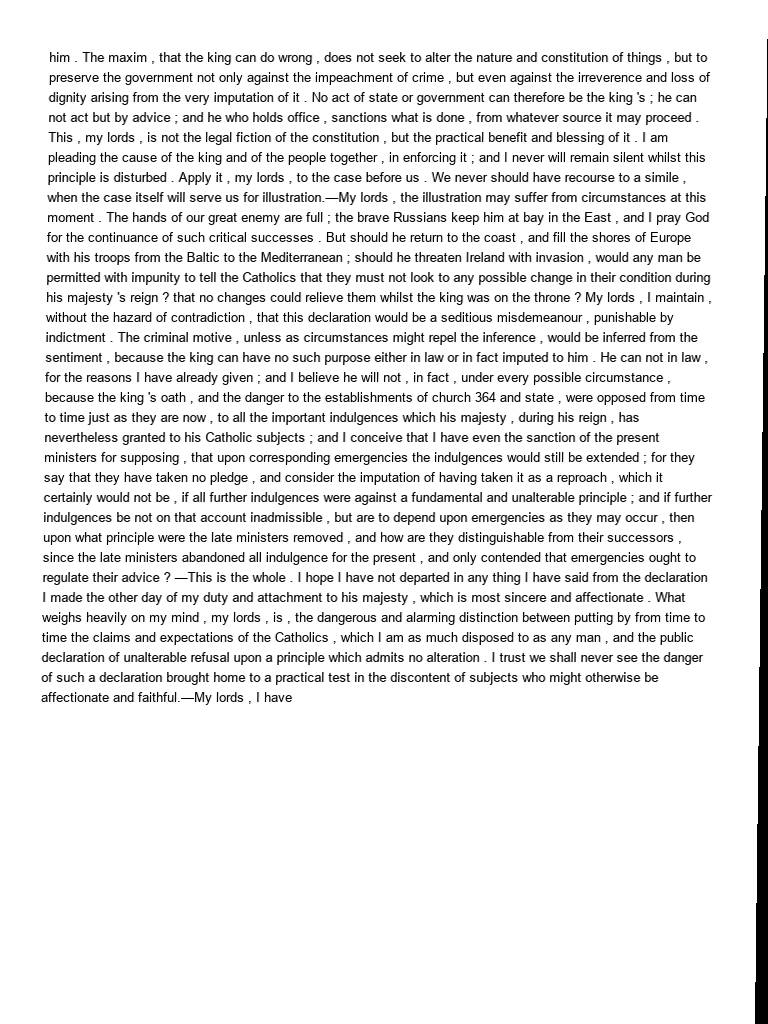 him . The maxim , that the king can do wrong , does not seek to alter the nature and constitution of things , but to
preserve the government not only against the impeachment of crime , but even against the irreverence and loss of
dignity arising from the very imputation of it . No act of state or government can therefore be the king 's ; he can
not act but by advice ; and he who holds office , sanctions what is done , from whatever source it may proceed .
This , my lords , is not the legal fiction of the constitution , but the practical benefit and blessing of it . I am
pleading the cause of the king and of the people together , in enforcing it ; and I never will remain silent whilst this
principle is disturbed . Apply it , my lords , to the case before us . We never should have recourse to a simile ,
when the case itself will serve us for illustration.—My lords , the illustration may suffer from circumstances at this
moment . The hands of our great enemy are full ; the brave Russians keep him at bay in the East , and I pray God
for the continuance of such critical successes . But should he return to the coast , and fill the shores of Europe
with his troops from the Baltic to the Mediterranean ; should he threaten Ireland with invasion , would any man be
permitted with impunity to tell the Catholics that they must not look to any possible change in their condition during
his majesty 's reign ? that no changes could relieve them whilst the king was on the throne ? My lords , I maintain ,
without the hazard of contradiction , that this declaration would be a seditious misdemeanour , punishable by
indictment . The criminal motive , unless as circumstances might repel the inference , would be inferred from the
sentiment , because the king can have no such purpose either in law or in fact imputed to him . He can not in law ,
for the reasons I have already given ; and I believe he will not , in fact , under every possible circumstance ,
because the king 's oath , and the danger to the establishments of church 364 and state , were opposed from time
to time just as they are now , to all the important indulgences which his majesty , during his reign , has
nevertheless granted to his Catholic subjects ; and I conceive that I have even the sanction of the present
ministers for supposing , that upon corresponding emergencies the indulgences would still be extended ; for they
say that they have taken no pledge , and consider the imputation of having taken it as a reproach , which it
certainly would not be , if all further indulgences were against a fundamental and unalterable principle ; and if further
indulgences be not on that account inadmissible , but are to depend upon emergencies as they may occur , then
upon what principle were the late ministers removed , and how are they distinguishable from their successors ,
since the late ministers abandoned all indulgence for the present , and only contended that emergencies ought to
regulate their advice ? —This is the whole . I hope I have not departed in any thing I have said from the declaration
I made the other day of my duty and attachment to his majesty , which is most sincere and affectionate . What
weighs heavily on my mind , my lords , is , the dangerous and alarming distinction between putting by from time to
time the claims and expectations of the Catholics , which I am as much disposed to as any man , and the public
declaration of unalterable refusal upon a principle which admits no alteration . I trust we shall never see the danger
of such a declaration brought home to a practical test in the discontent of subjects who might otherwise be
affectionate and faithful.—My lords , I have